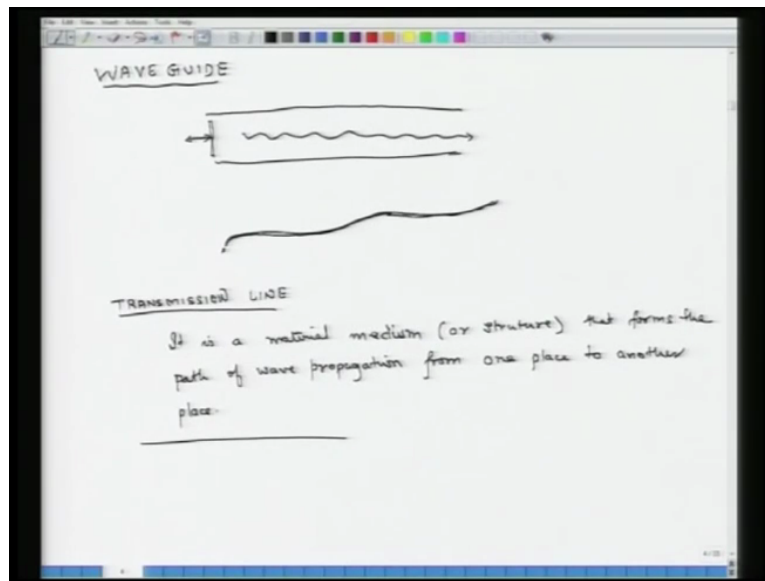 WAVE GUIDE
TRANSMISSION LINE
It is a material medium (or struture) that forms the
path of wave propagation from one place to another
place.